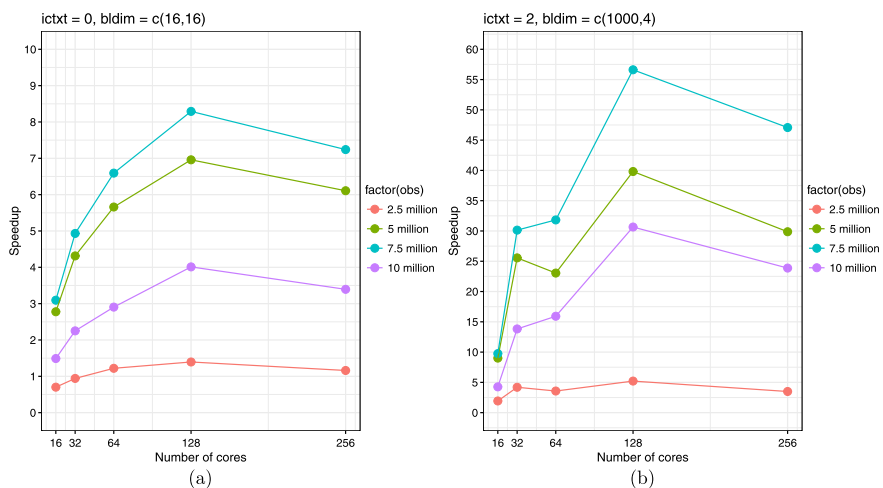 ictxt = 0, bldim = c(16,16)
10
9
8
7
6
5
4
3
2
1
0
Speedup
16 32 64 128 256
Number of cores
factor(obs)
2.5 million
5 million
7.5 million
10 million
(a)
ictxt = 2, bldim = c(1000,4)
60
55
50
45
40
35
30
25
20
15
10
5
0
Speedup
16 32 64 128 256
Number of cores
factor(obs)
2.5 million
5 million
7.5 million
10 million
(b)